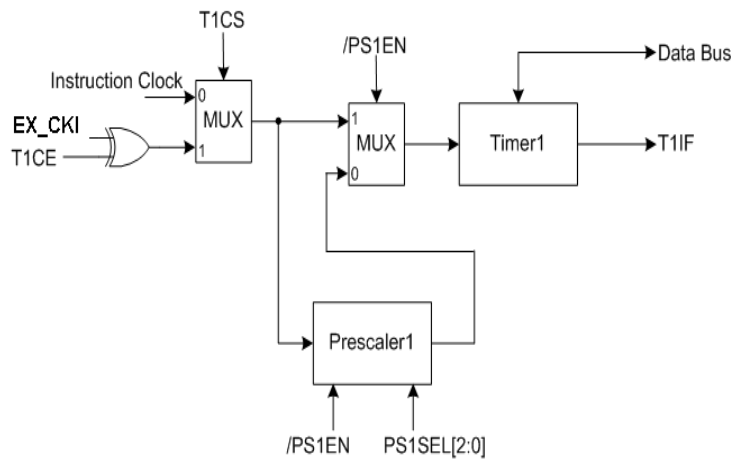 T1CS
/PS1EN
Data Bus
Instruction Clock
0
MUX
EX_CKI
T1CE
1
1
MUX
0
Timer1
T1IF
Prescaler1
/PS1EN
PS1SEL[2:0]